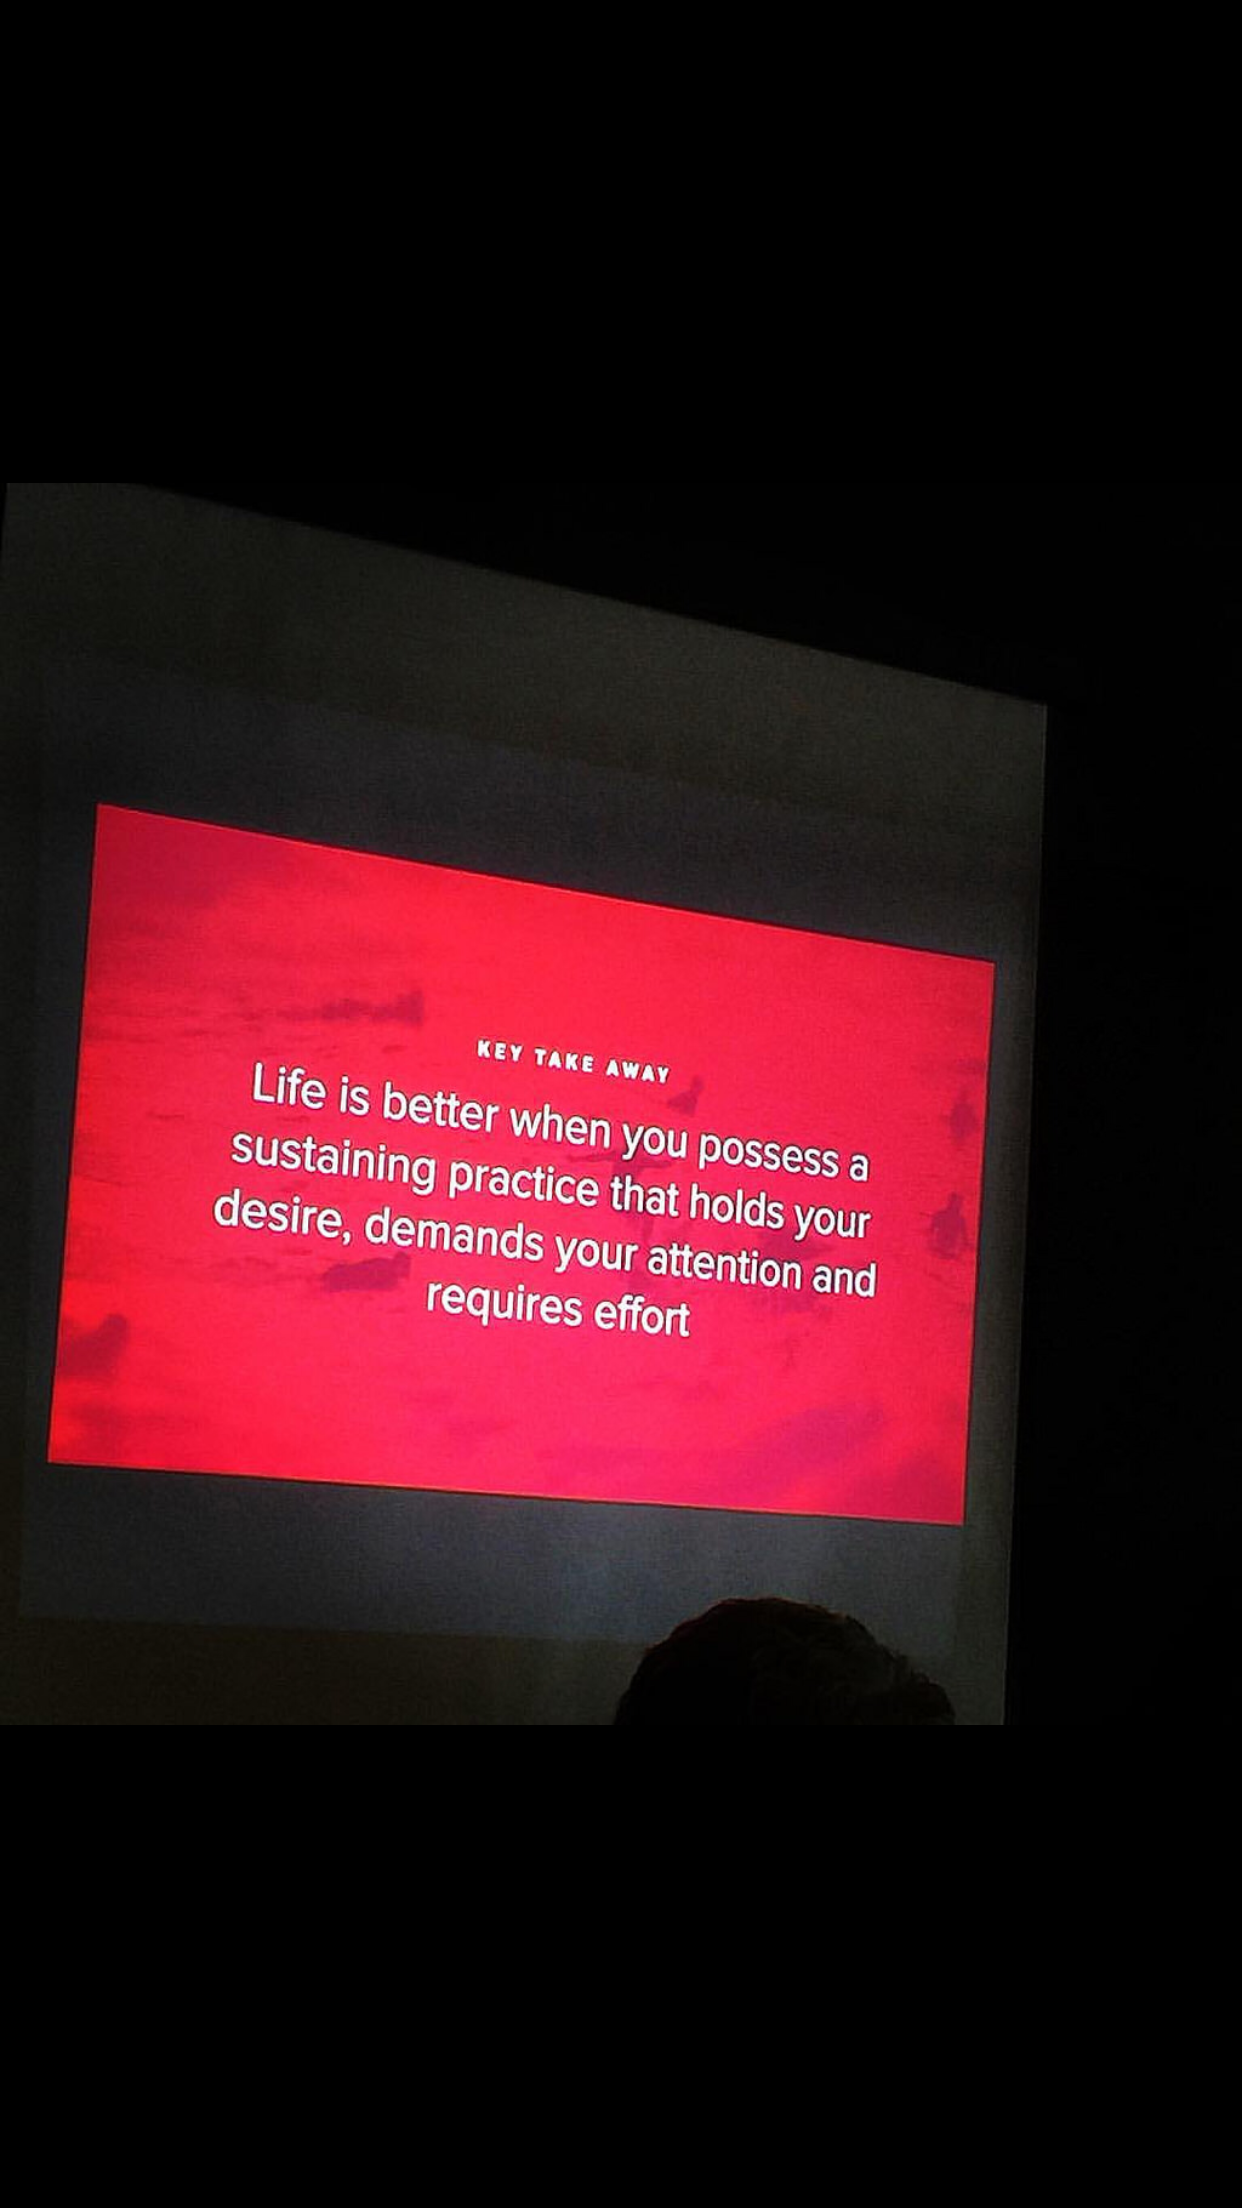 KEY TAKE AWAY
Life is better when you possess a
sustaining practice that holds your
desire, demands your attention and
requires effort